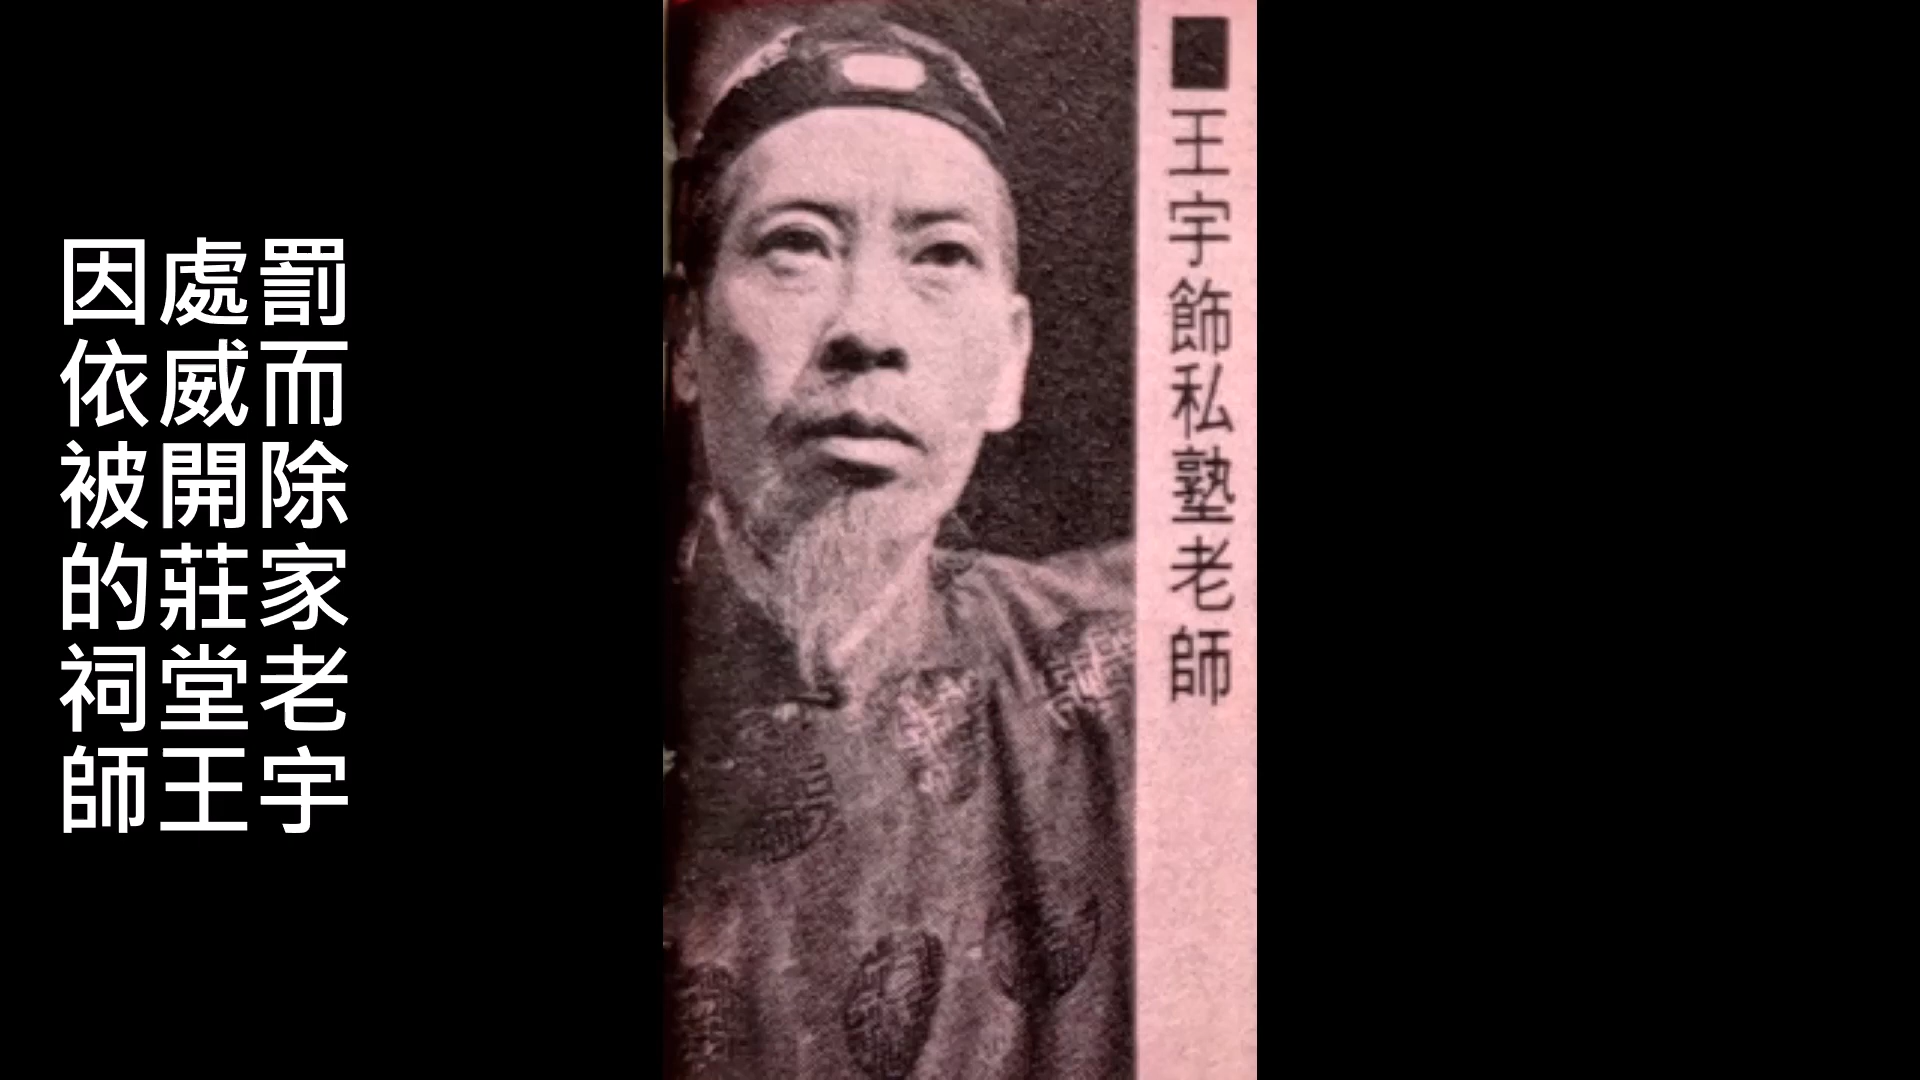 因處罰
依威而
被開除
的莊家
祠堂老
師王宇
■王宇飾私塾老師